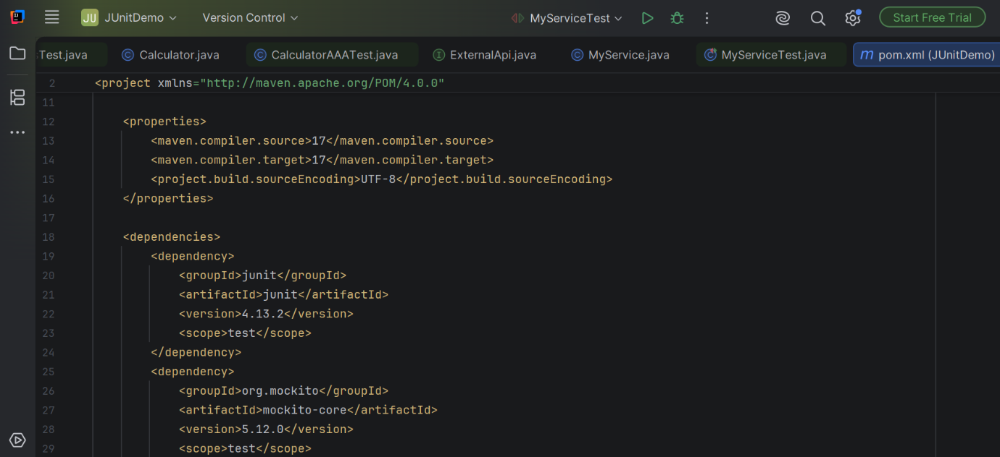 JU JUnitDemo Version Control MyServiceTest Start Free Trial
Test.java Calculator.java CalculatorAAATest.java ExternalApi.java MyService.java MyServiceTest.java pom.xml (JUnitDemo)
2 <project xmlns="http://maven.apache.org/POM/4.0.0"
11
12 <properties>
13 <maven.compiler.source>17</maven.compiler.source>
14 <maven.compiler.target>17</maven.compiler.target>
15 <project.build.sourceEncoding>UTF-8</project.build.sourceEncoding>
16 </properties>
17
18 <dependencies>
19 <dependency>
20 <groupId>junit</groupId>
21 <artifactId>junit</artifactId>
22 <version>4.13.2</version>
23 <scope>test</scope>
24 </dependency>
25 <dependency>
26 <groupId>org.mockito</groupId>
27 <artifactId>mockito-core</artifactId>
28 <version>5.12.0</version>
29 <scope>test</scope>